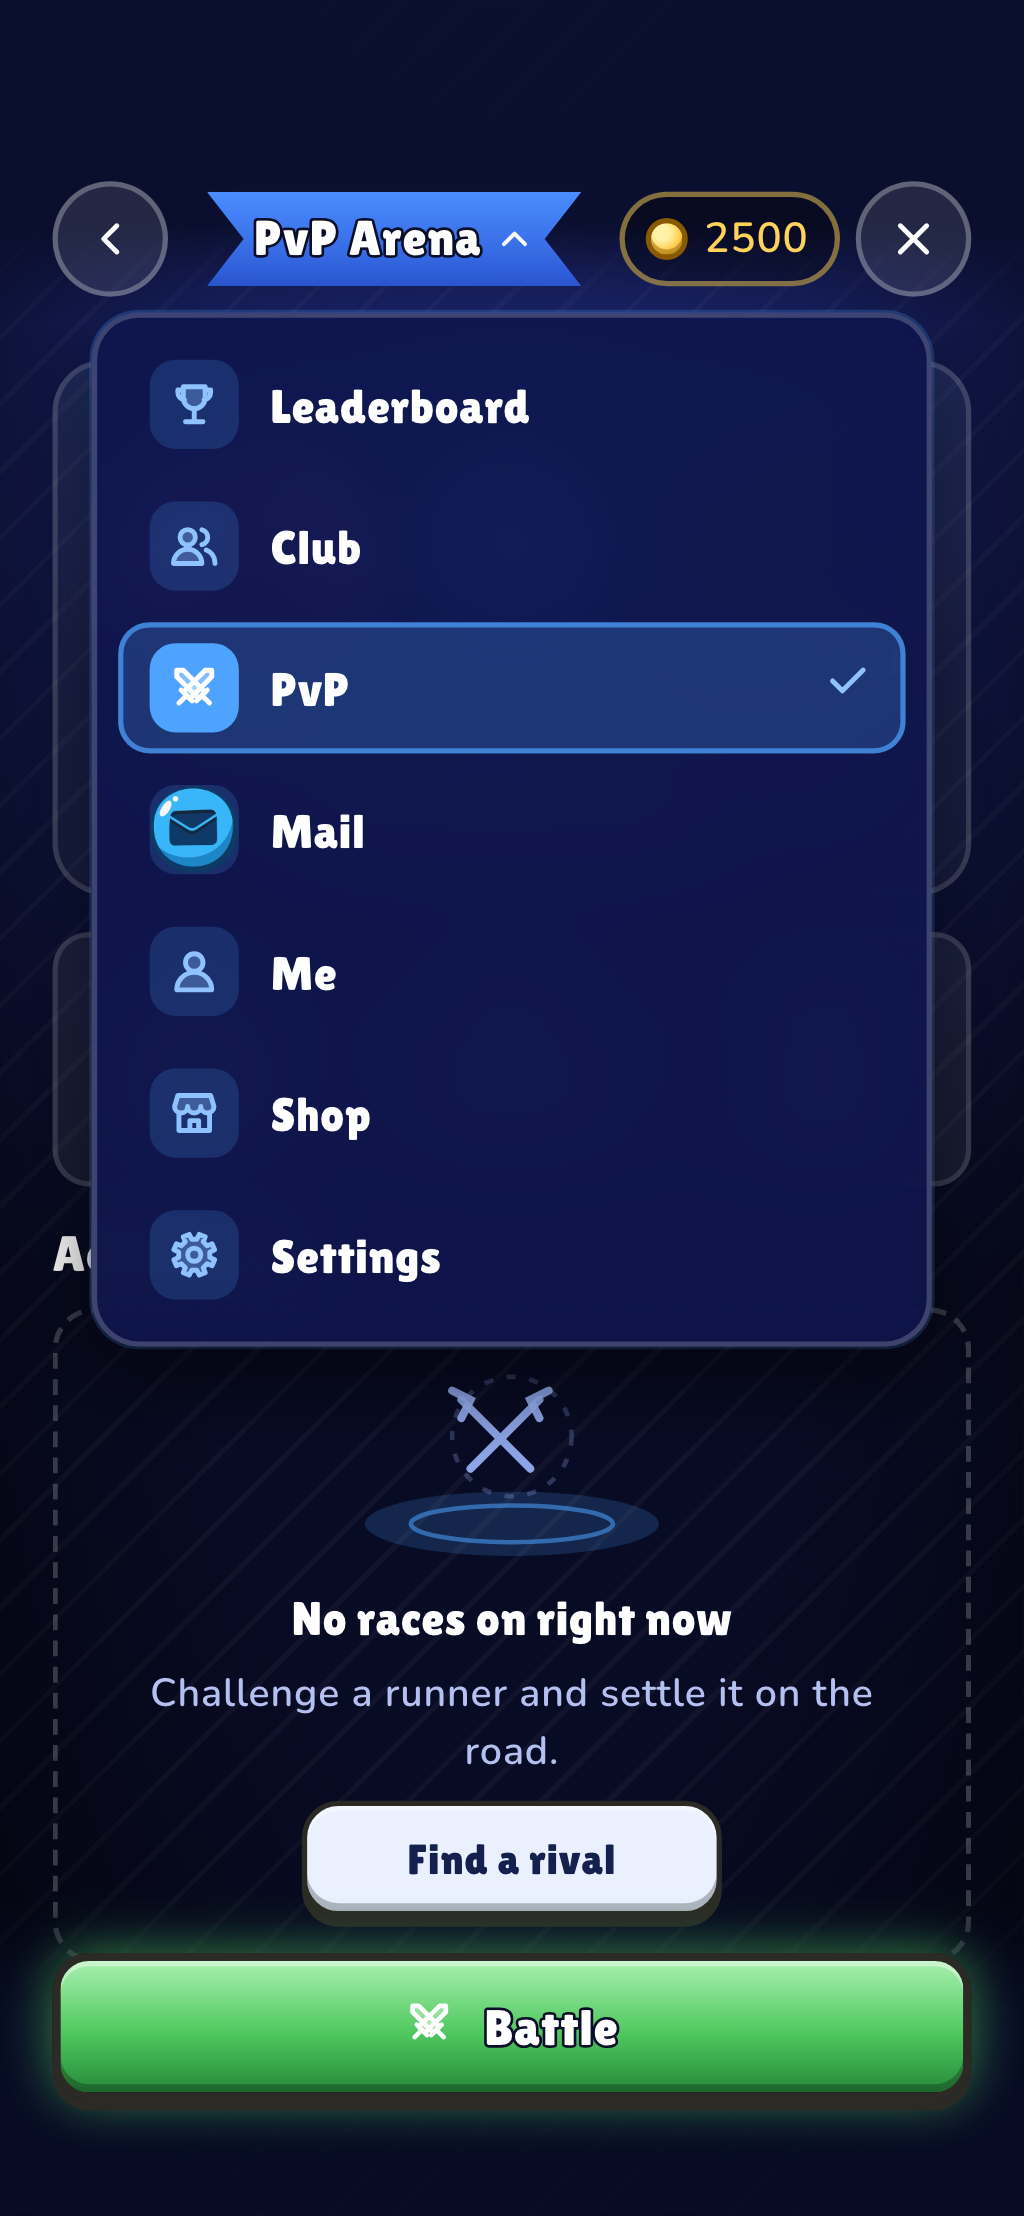 PvP Arena
2500
Leaderboard
Club
PvP
Mail
Me
Shop
Settings
No races on right now
Challenge a runner and settle it on the
road.
Find a rival
Battle